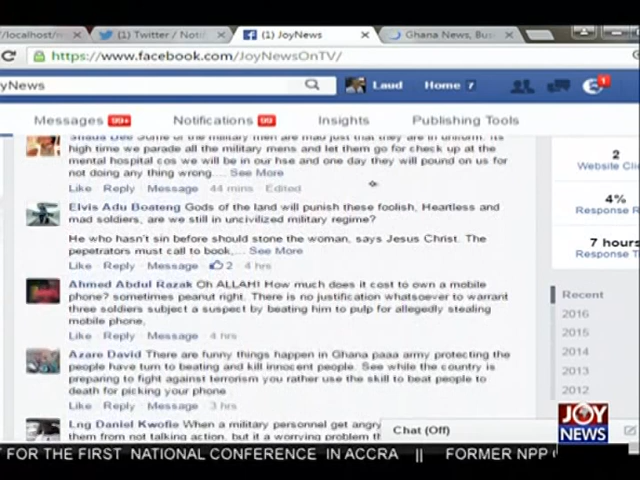 /localhost/
(1) Twitter / Notifi
(1) JoyNews
Ghana News, Busi
https://www.facebook.com/JoyNewsOnTV/
yNews
Laud
Home 7
1
Messages 99+
Notifications 99
Insights
Publishing Tools
Some of the military men are mad just that they are in uniform. Its
high time we parade all the military mens and let them go for check up at the
mental hospital cos we will be in our hse and one day they will pound on us for
not doing any thing wrong.... See More
Like Reply Message 44 mins · Edited
Elvis Adu Boateng Gods of the land will punish these foolish, Heartless and
mad soldiers, are we still in uncivilized military regime?
He who hasn't sin before should stone the woman, says Jesus Christ. The
pepetrators must call to book,... See More
Like · Reply · Message · 2 · 4 hrs
Ahmed Abdul Razak Oh ALLAH! How much does it cost to own a mobile
phone? sometimes peanut right. There is no justification whatsoever to warrant
three soldiers subject a suspect by beating him to pulp for allegedly stealing
mobile phone,
Like · Reply · Message · 4 hrs
Azare David There are funny things happen in Ghana paaa army protecting the
people have turn to beating and kill innocent people. See while the country is
preparing to fight against terrorism you rather use the skill to beat people to
death for picking your phone
Like · Reply · Message · 3 hrs
Lng Daniel Kwofie When a military personnel get angry
them from not talking action, but it a worrying problem th
2
Website Clic
4%
Response R
7 hours
Response Ti
Recent
2016
2015
2014
2013
2012
Chat (Off)
JOY
NEWS
FOR THE FIRST NATIONAL CONFERENCE IN ACCRA || FORMER NPP